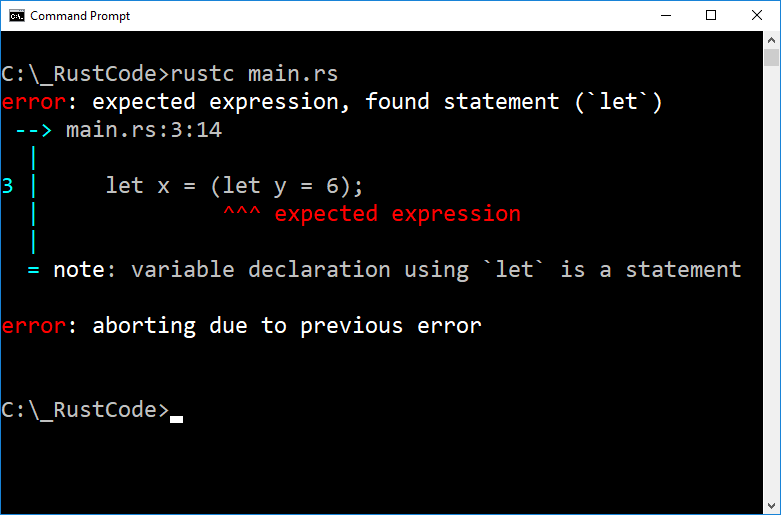 Command Prompt
C:\_RustCode>rustc main.rs
error: expected expression, found statement (`let`)
 --> main.rs:3:14
  |
3 |     let x = (let y = 6);
  |              ^^^ expected expression
  |
  = note: variable declaration using `let` is a statement
error: aborting due to previous error
C:\_RustCode>